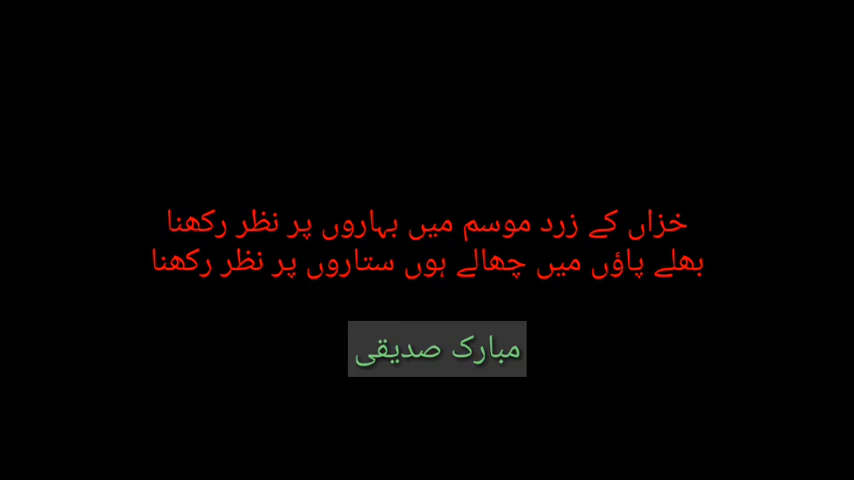 خزاں کے زرد موسم میں بہاروں پر نظر رکھنا
بھلے پاؤں میں چھالے ہوں ستاروں پر نظر رکھنا
مبارک صدیقی